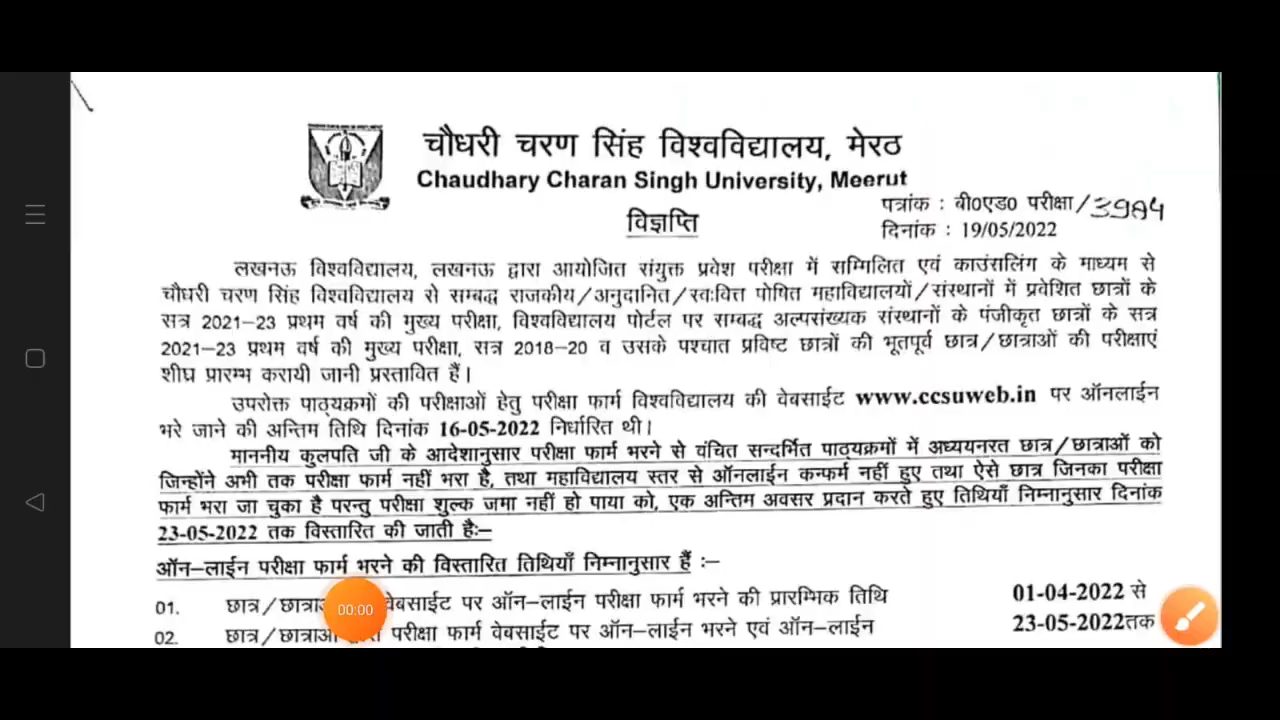 चौधरी चरण सिंह विश्वविद्यालय, मेरठ
Chaudhary Charan Singh University, Meerut
पत्रांक : बी०एड० परीक्षा/3984
विज्ञप्ति
दिनांक : 19/05/2022
लखनऊ विश्वविद्यालय, लखनऊ द्वारा आयोजित संयुक्त प्रवेश परीक्षा में सम्मिलित एवं काउंसलिंग के माध्यम से
चौधरी चरण सिंह विश्वविद्यालय से सम्बद्ध राजकीय/अनुदानित/स्वःवित्त पोषित महाविद्यालयों/संस्थानों में प्रवेशित छात्रों के
सत्र 2021-23 प्रथम वर्ष की मुख्य परीक्षा, विश्वविद्यालय पोर्टल पर सम्बद्ध अल्पसंख्यक संस्थानों के पंजीकृत छात्रों के सत्र
2021-23 प्रथम वर्ष की मुख्य परीक्षा, सत्र 2018-20 व उसके पश्चात प्रविष्ट छात्रों की भूतपूर्व छात्र/छात्राओं की परीक्षाएं
शीघ्र प्रारम्भ करायी जानी प्रस्तावित हैं।
उपरोक्त पाठ्यक्रमों की परीक्षाओं हेतु परीक्षा फार्म विश्वविद्यालय की वेबसाईट www.ccsuweb.in पर ऑनलाईन
भरे जाने की अन्तिम तिथि दिनांक 16-05-2022 निर्धारित थी।
माननीय कुलपति जी के आदेशानुसार परीक्षा फार्म भरने से वंचित सन्दर्भित पाठ्यक्रमों में अध्ययनरत छात्र/छात्राओं को
जिन्होंने अभी तक परीक्षा फार्म नहीं भरा है, तथा महाविद्यालय स्तर से ऑनलाईन कन्फर्म नहीं हुए तथा ऐसे छात्र जिनका परीक्षा
फार्म भरा जा चुका है परन्तु परीक्षा शुल्क जमा नहीं हो पाया को, एक अन्तिम अवसर प्रदान करते हुए तिथियाँ निम्नानुसार दिनांक
23-05-2022 तक विस्तारित की जाती हैः-
ऑन-लाईन परीक्षा फार्म भरने की विस्तारित तिथियाँ निम्नानुसार हैं :-
01. छात्र/छात्राओं वेबसाईट पर ऑन-लाईन परीक्षा फार्म भरने की प्रारम्भिक तिथि 01-04-2022 से
00:00
02. छात्र/छात्राओं द्वारा परीक्षा फार्म वेबसाईट पर ऑन-लाईन भरने एवं ऑन-लाईन 23-05-2022तक